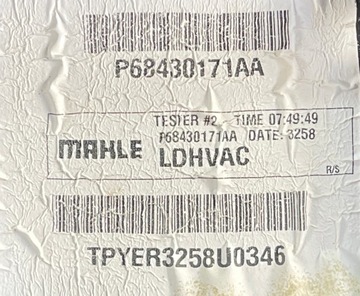 P68430171AA
TESTER #2 - TIME 07:49:49
P68430171AA DATE: 3258
MAHLE LDHVAC
R/S
TPYER3258U0346